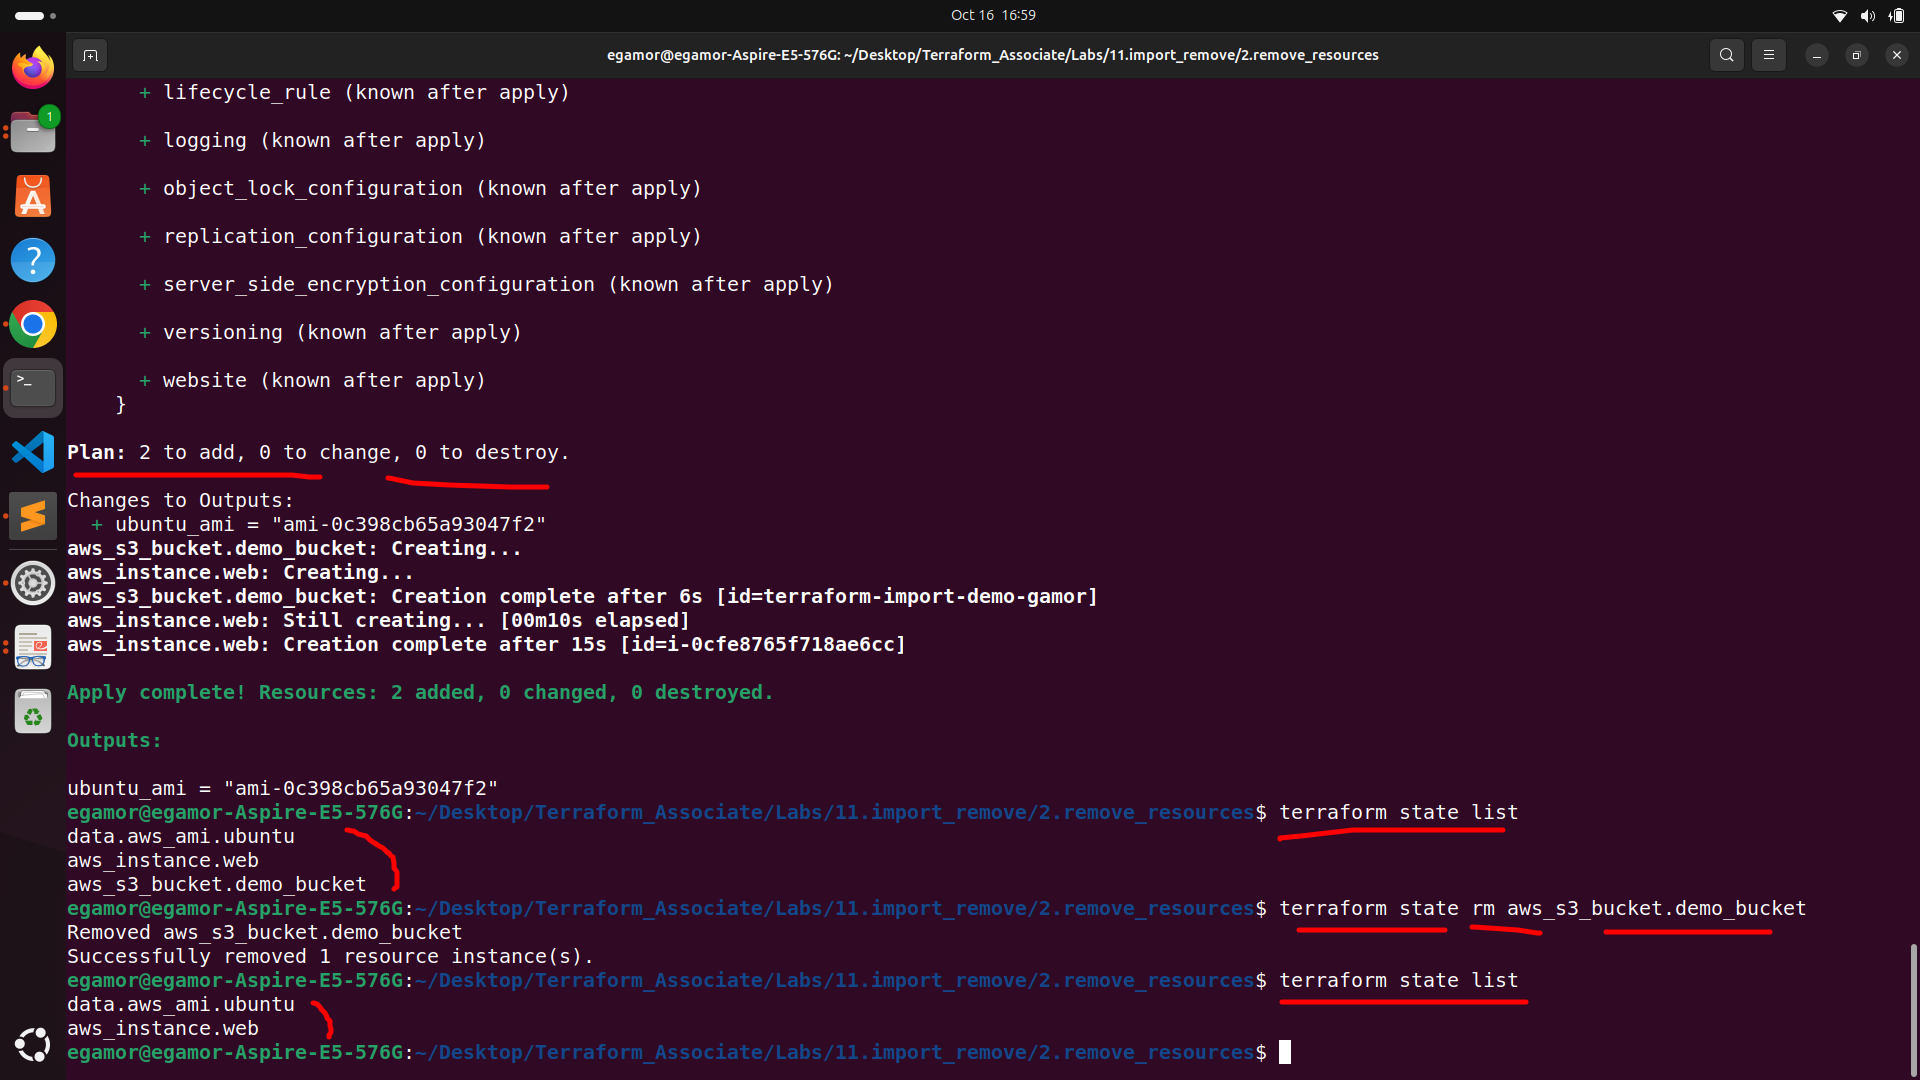 Oct 16 16:59
egamor@egamor-Aspire-E5-576G: ~/Desktop/Terraform_Associate/Labs/11.import_remove/2.remove_resources
1
+ lifecycle_rule (known after apply)
+ logging (known after apply)
+ object_lock_configuration (known after apply)
+ replication_configuration (known after apply)
+ server_side_encryption_configuration (known after apply)
+ versioning (known after apply)
+ website (known after apply)
}
Plan: 2 to add, 0 to change, 0 to destroy.
Changes to Outputs:
+ ubuntu_ami = "ami-0c398cb65a93047f2"
aws_s3_bucket.demo_bucket: Creating...
aws_instance.web: Creating...
aws_s3_bucket.demo_bucket: Creation complete after 6s [id=terraform-import-demo-gamor]
aws_instance.web: Still creating... [00m10s elapsed]
aws_instance.web: Creation complete after 15s [id=i-0cfe8765f718ae6cc]
Apply complete! Resources: 2 added, 0 changed, 0 destroyed.
Outputs:
ubuntu_ami = "ami-0c398cb65a93047f2"
egamor@egamor-Aspire-E5-576G:~/Desktop/Terraform_Associate/Labs/11.import_remove/2.remove_resources$ terraform state list
data.aws_ami.ubuntu
aws_instance.web
aws_s3_bucket.demo_bucket
egamor@egamor-Aspire-E5-576G:~/Desktop/Terraform_Associate/Labs/11.import_remove/2.remove_resources$ terraform state rm aws_s3_bucket.demo_bucket
Removed aws_s3_bucket.demo_bucket
Successfully removed 1 resource instance(s).
egamor@egamor-Aspire-E5-576G:~/Desktop/Terraform_Associate/Labs/11.import_remove/2.remove_resources$ terraform state list
data.aws_ami.ubuntu
aws_instance.web
egamor@egamor-Aspire-E5-576G:~/Desktop/Terraform_Associate/Labs/11.import_remove/2.remove_resources$